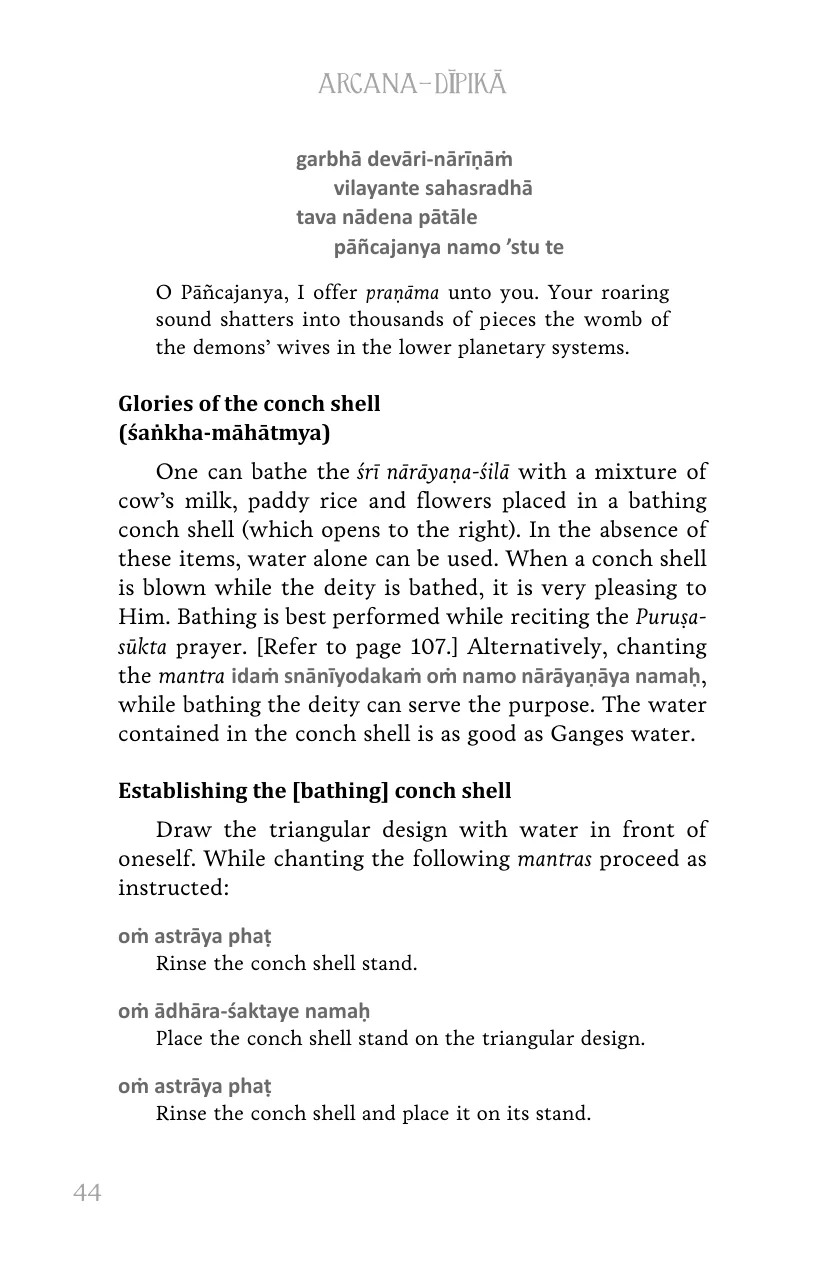 ARCANA-DĪPIKĀ
garbhā devāri-nārīṇāṁ
vilayante sahasradhā
tava nādena pātāle
pāñcajanya namo ’stu te
O Pāñcajanya, I offer praṇāma unto you. Your roaring
sound shatters into thousands of pieces the womb of
the demons’ wives in the lower planetary systems.
Glories of the conch shell
(śaṅkha-māhātmya)
One can bathe the śrī nārāyaṇa-śilā with a mixture of
cow’s milk, paddy rice and flowers placed in a bathing
conch shell (which opens to the right). In the absence of
these items, water alone can be used. When a conch shell
is blown while the deity is bathed, it is very pleasing to
Him. Bathing is best performed while reciting the Puruṣa-
sūkta prayer. [Refer to page 107.] Alternatively, chanting
the mantra idaṁ snānīyodakaṁ oṁ namo nārāyaṇāya namaḥ,
while bathing the deity can serve the purpose. The water
contained in the conch shell is as good as Ganges water.
Establishing the [bathing] conch shell
Draw the triangular design with water in front of
oneself. While chanting the following mantras proceed as
instructed:
oṁ astrāya phaṭ
Rinse the conch shell stand.
oṁ ādhāra-śaktaye namaḥ
Place the conch shell stand on the triangular design.
oṁ astrāya phaṭ
Rinse the conch shell and place it on its stand.
44